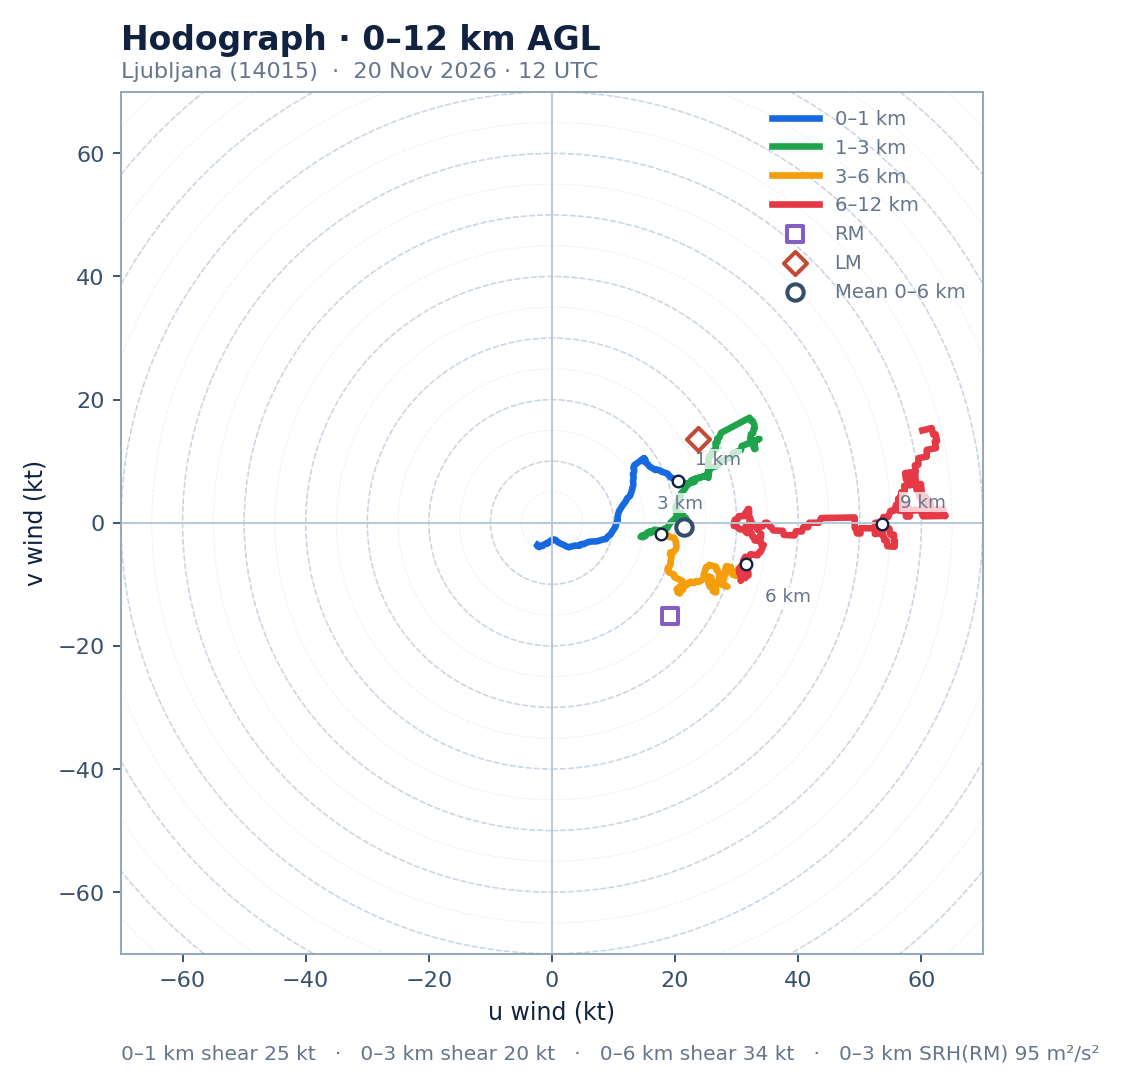 Hodograph · 0–12 km AGL
Ljubljana (14015) · 20 Nov 2026 · 12 UTC
0–1 km
1–3 km
3–6 km
6–12 km
RM
LM
Mean 0–6 km
60
40
20
0
−20
−40
−60
v wind (kt)
1 km
3 km
9 km
6 km
−60
−40
−20
0
20
40
60
u wind (kt)
0–1 km shear 25 kt · 0–3 km shear 20 kt · 0–6 km shear 34 kt · 0–3 km SRH(RM) 95 m²/s²